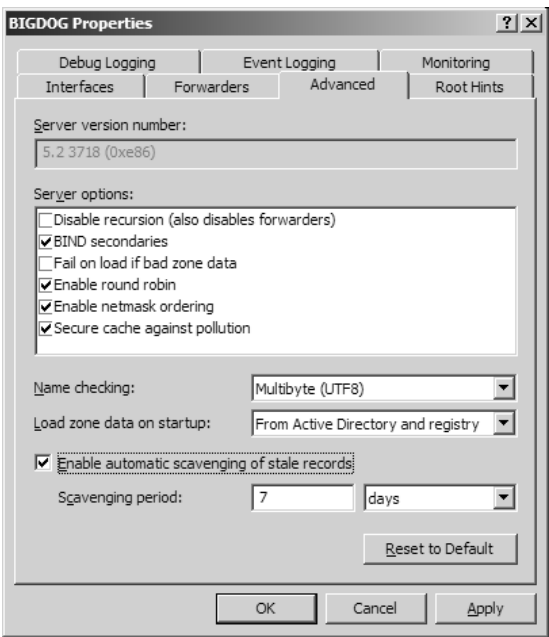 BIGDOG Properties
Debug Logging Event Logging Monitoring
Interfaces Forwarders Advanced Root Hints
Server version number:
5.2 3718 (0xe86)
Server options:
Disable recursion (also disables forwarders)
BIND secondaries
Fail on load if bad zone data
Enable round robin
Enable netmask ordering
Secure cache against pollution
Name checking: Multibyte (UTF8)
Load zone data on startup: From Active Directory and registry
Enable automatic scavenging of stale records
Scavenging period: 7 days
Reset to Default
OK Cancel Apply